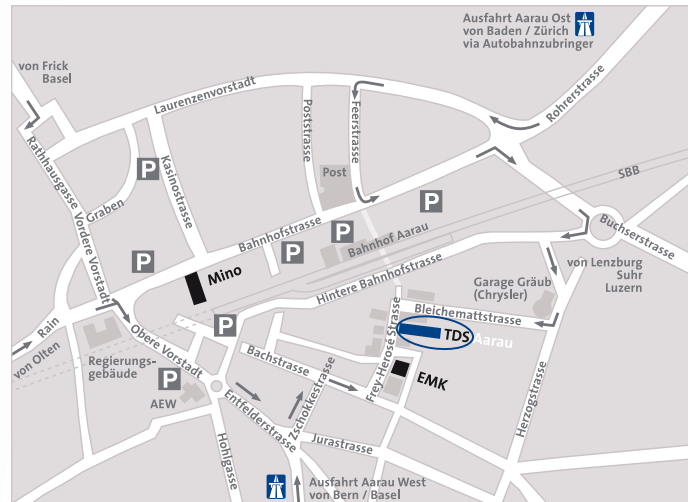 Ausfahrt Aarau Ost
von Baden / Zürich
via Autobahnzubringer
von Frick
Basel
Laurenzenvorstadt
Rohrerstrasse
Poststrasse
Feerstrasse
Rathhausgasse Vordere Vorstadt
Kasinostrasse
P
Graben
Post
SBB
P
Bahnhofstrasse
P
P
P
Bahnhof Aarau
Buchserstrasse
Mino
Hintere Bahnhofstrasse
von Lenzburg
Suhr
Luzern
Garage Gräub
(Chrysler)
Rain
von Olten
Bleichemattstrasse
P
TDS Aarau
Obere Vorstadt
Regierungs-
gebäude
Bachstrasse
Frey-Herosé Strasse
P
EMK
AEW
Zschokkestrasse
Herzogstrasse
Entfelderstrasse
Hohlgasse
Jurastrasse
Ausfahrt Aarau West
von Bern / Basel